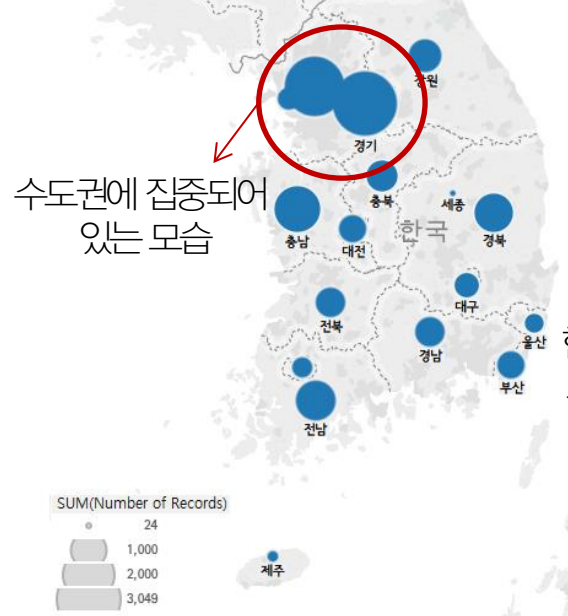 강원
경기
수도권에 집중되어
있는 모습
충북
세종
충남
대전
한국
경북
대구
전북
경남
울산
부산
전남
SUM(Number of Records)
24
1,000
2,000
3,049
제주